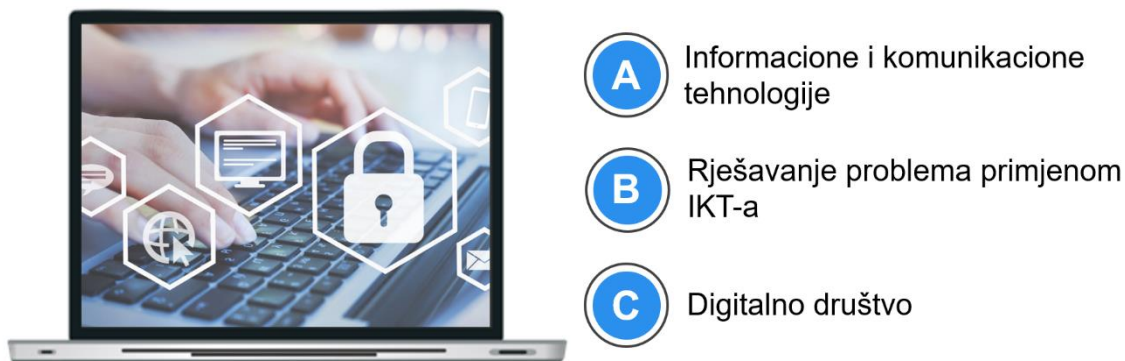 A
Informacione i komunikacione
tehnologije
B
Rješavanje problema primjenom
IKT-a
C
Digitalno društvo